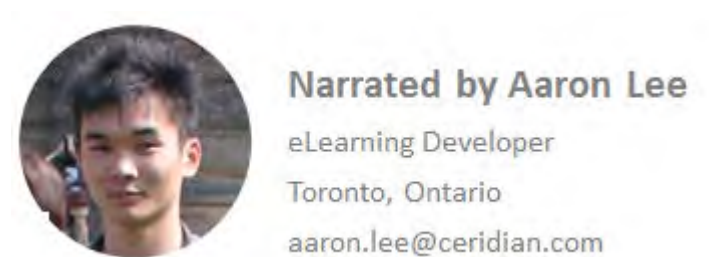 Narrated by Aaron Lee
eLearning Developer
Toronto, Ontario
aaron.lee@ceridian.com